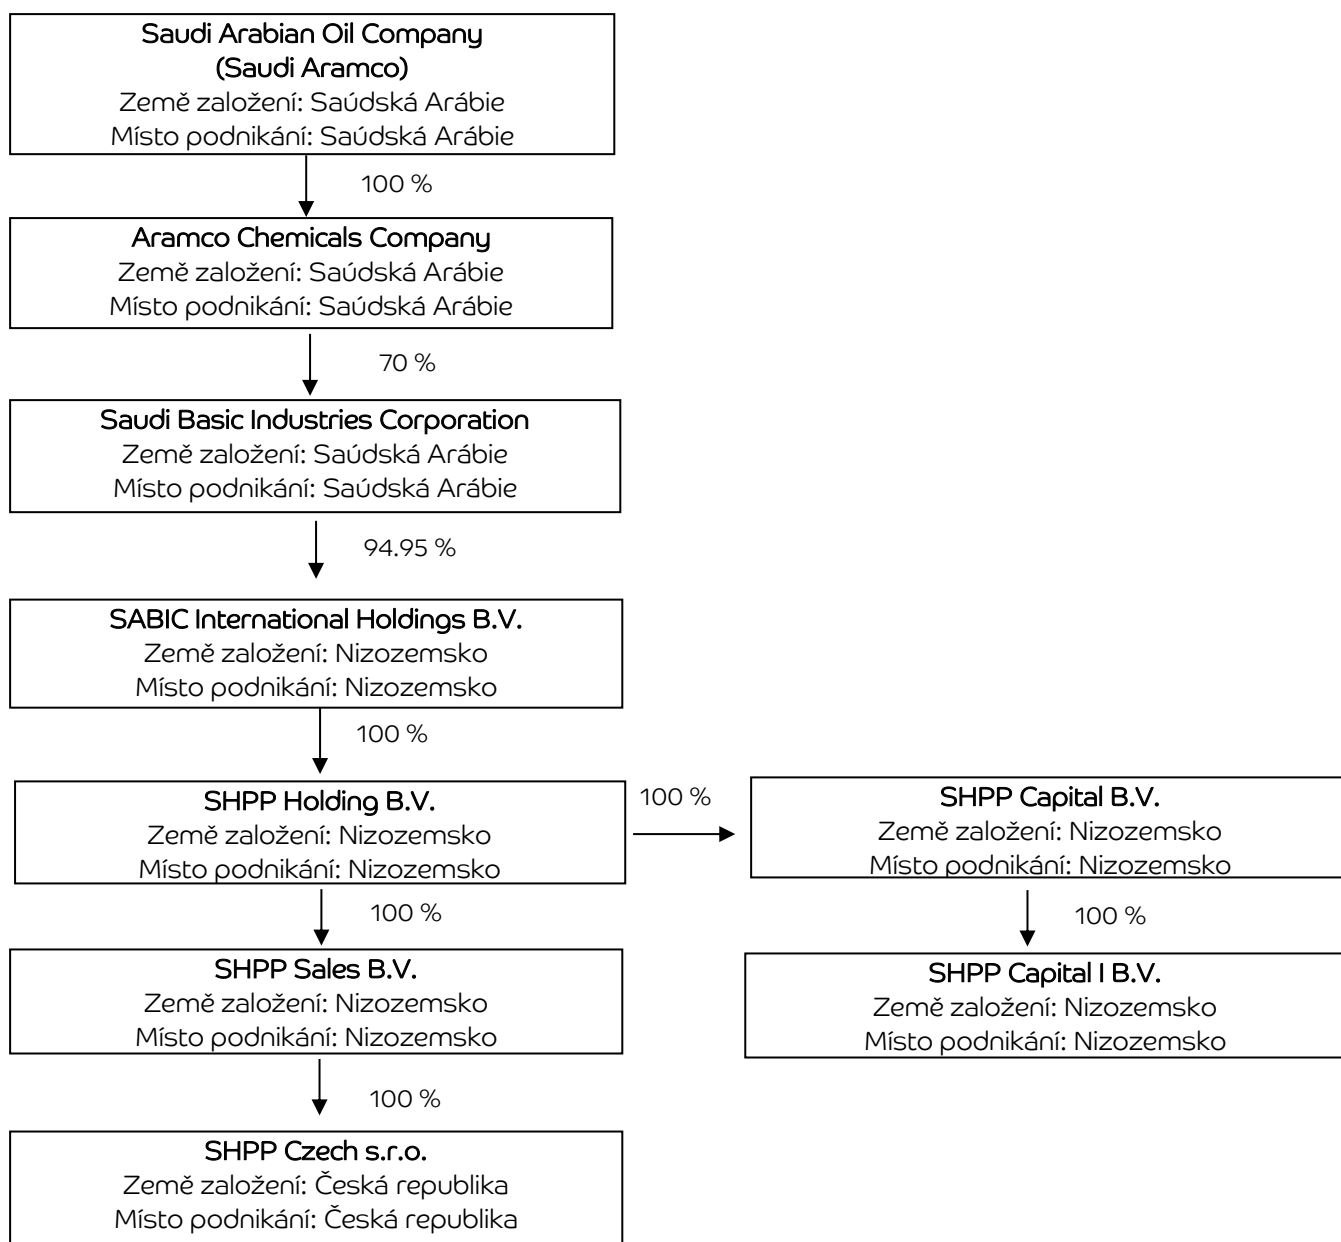 Saudi Arabian Oil Company
(Saudi Aramco)
Země založení: Saúdská Arábie
Místo podnikání: Saúdská Arábie
100 %
Aramco Chemicals Company
Země založení: Saúdská Arábie
Místo podnikání: Saúdská Arábie
70 %
Saudi Basic Industries Corporation
Země založení: Saúdská Arábie
Místo podnikání: Saúdská Arábie
94.95 %
SABIC International Holdings B.V.
Země založení: Nizozemsko
Místo podnikání: Nizozemsko
100 %
SHPP Holding B.V.
Země založení: Nizozemsko
Místo podnikání: Nizozemsko
100 %
SHPP Capital B.V.
Země založení: Nizozemsko
Místo podnikání: Nizozemsko
100 %
100 %
SHPP Sales B.V.
Země založení: Nizozemsko
Místo podnikání: Nizozemsko
SHPP Capital I B.V.
Země založení: Nizozemsko
Místo podnikání: Nizozemsko
100 %
SHPP Czech s.r.o.
Země založení: Česká republika
Místo podnikání: Česká republika